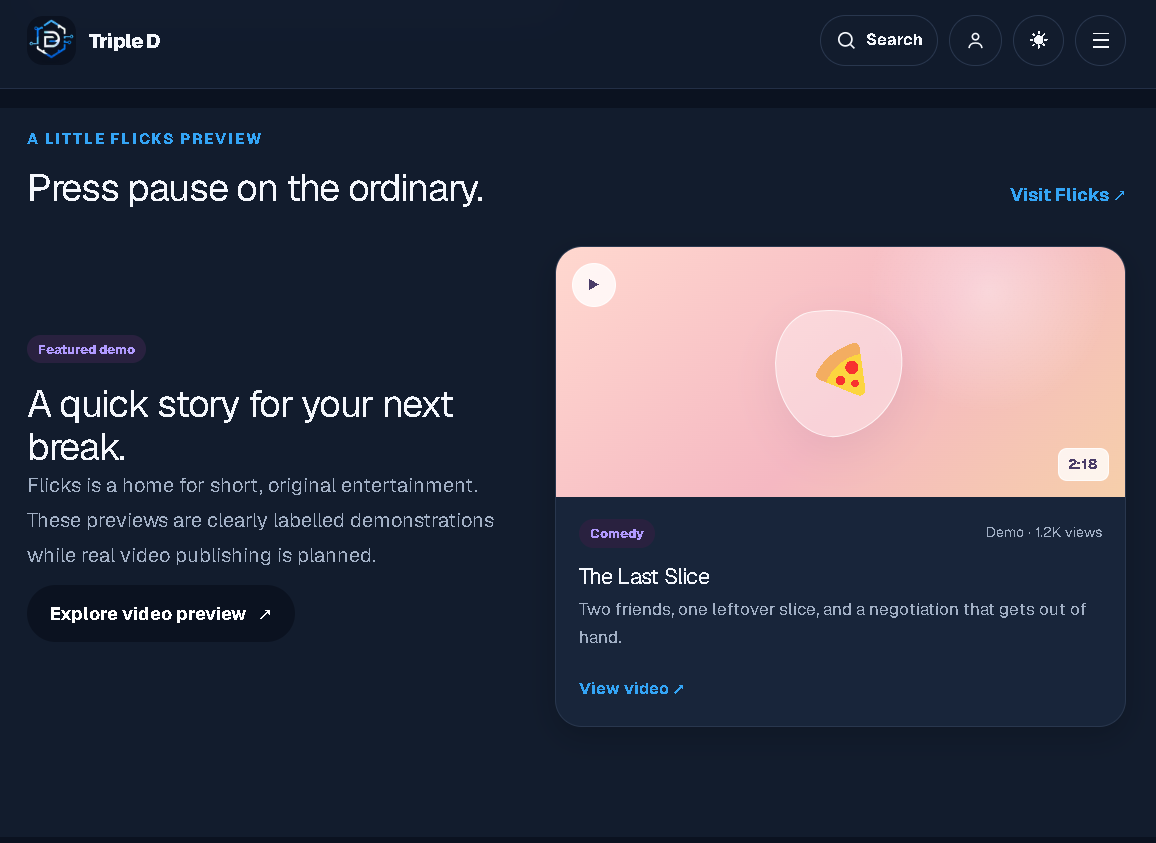 Triple D
Search
A LITTLE FLICKS PREVIEW
Press pause on the ordinary.
Visit Flicks ↗
Featured demo
A quick story for your next
break.
Flicks is a home for short, original entertainment.
These previews are clearly labelled demonstrations
while real video publishing is planned.
Explore video preview ↗
2:18
Comedy
Demo · 1.2K views
The Last Slice
Two friends, one leftover slice, and a negotiation that gets out of
hand.
View video ↗